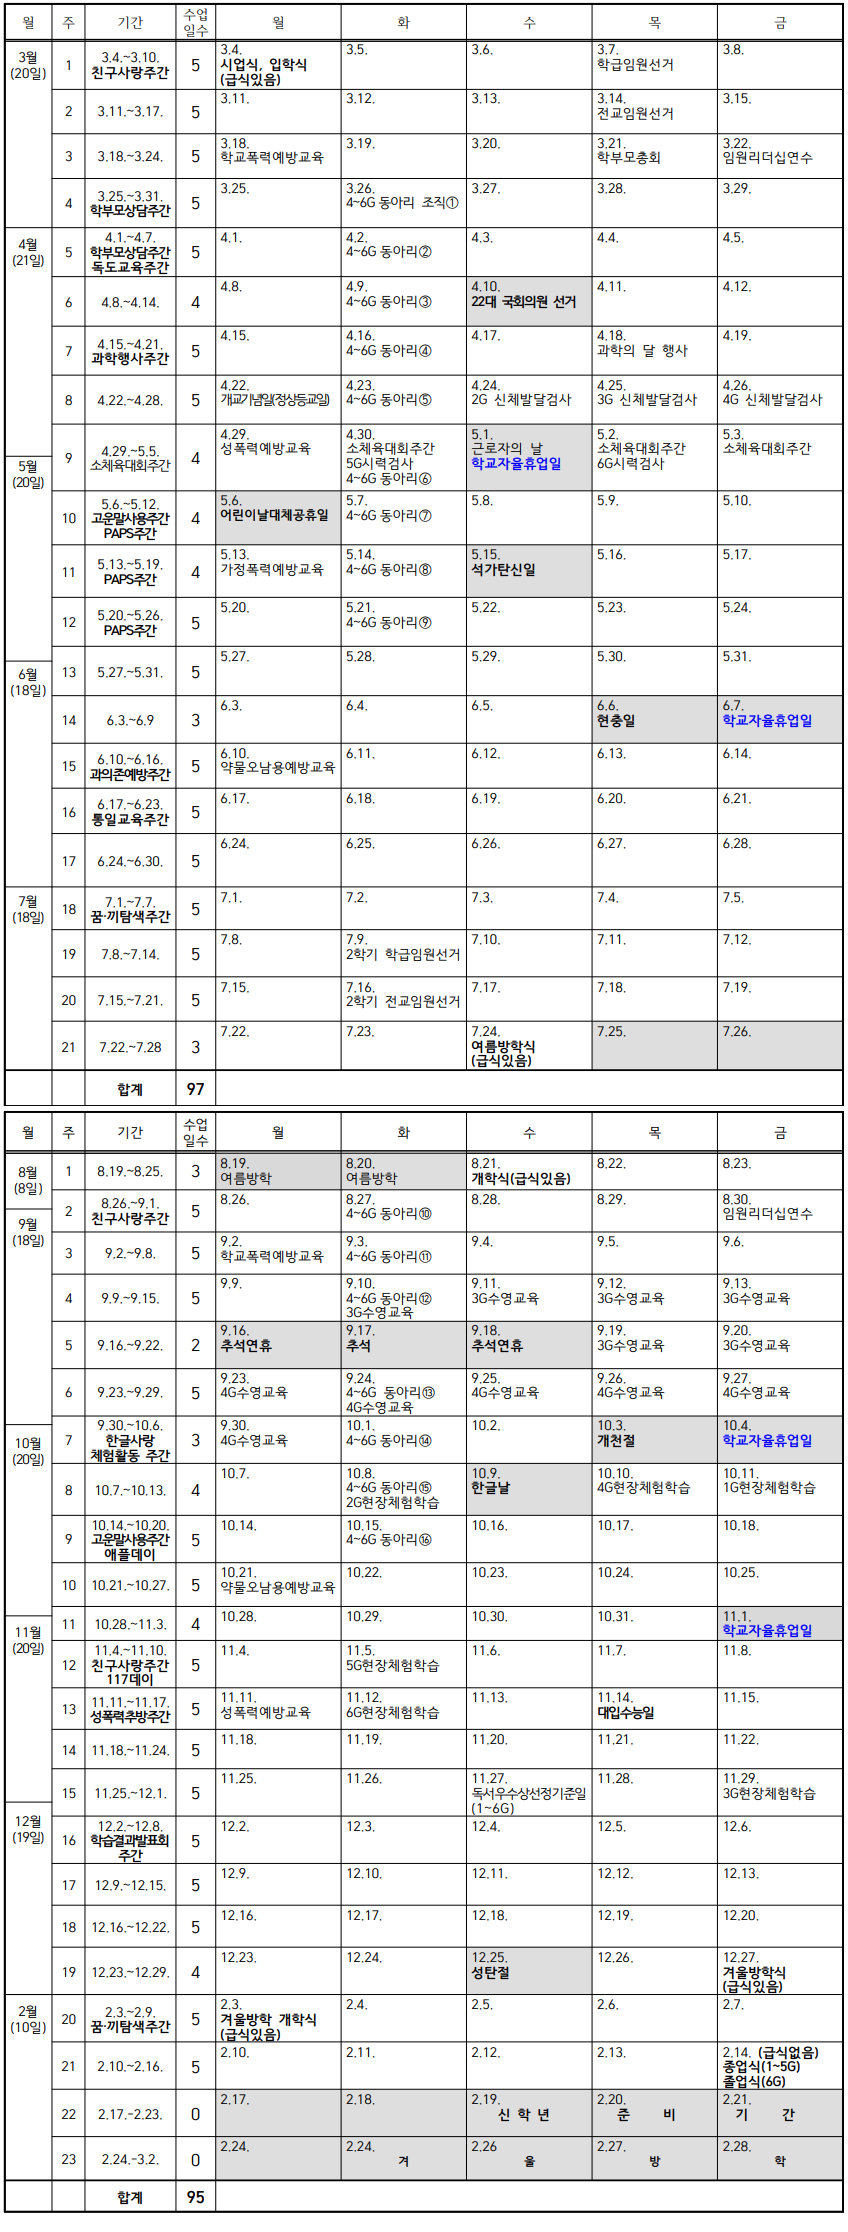 월 주 기간 수업일수 월 화 수 목 금
3월(20일) 1 3.4.~3.10. 친구사랑주간 5 3.4. 시업식, 입학식 (급식있음) 3.5. 3.6. 3.7. 학급임원선거 3.8.
2 3.11.~3.17. 5 3.11. 3.12. 3.13. 3.14. 전교임원선거 3.15.
3 3.18.~3.24. 5 3.18. 학교폭력예방교육 3.19. 3.20. 3.21. 학부모총회 3.22. 임원리더십연수
4 3.25.~3.31. 학부모상담주간 5 3.25. 3.26. 4~6G 동아리 조직① 3.27. 3.28. 3.29.
4월(21일) 5 4.1.~4.7. 학부모상담주간 독도교육주간 5 4.1. 4.2. 4~6G 동아리② 4.3. 4.4. 4.5.
6 4.8.~4.14. 4 4.8. 4.9. 4~6G 동아리③ 4.10. 22대 국회의원 선거 4.11. 4.12.
7 4.15.~4.21. 과학행사주간 5 4.15. 4.16. 4~6G 동아리④ 4.17. 4.18. 과학의 달 행사 4.19.
8 4.22.~4.28. 5 4.22. 개교기념일(정상등교일) 4.23. 4~6G 동아리⑤ 4.24. 2G 신체발달검사 4.25. 3G 신체발달검사 4.26. 4G 신체발달검사
5월(20일) 9 4.29.~5.5. 소체육대회주간 4 4.29. 성폭력예방교육 4.30. 소체육대회주간 5G시력검사 4~6G 동아리⑥ 5.1. 근로자의 날 학교자율휴업일 5.2. 소체육대회주간 6G시력검사 5.3. 소체육대회주간
10 5.6.~5.12. 고운말사용주간 PAPS주간 4 5.6. 어린이날대체공휴일 5.7. 4~6G 동아리⑦ 5.8. 5.9. 5.10.
11 5.13.~5.19. PAPS주간 4 5.13. 가정폭력예방교육 5.14. 4~6G 동아리⑧ 5.15. 석가탄신일 5.16. 5.17.
12 5.20.~5.26. PAPS주간 5 5.20. 5.21. 4~6G 동아리⑨ 5.22. 5.23. 5.24.
6월(18일) 13 5.27.~5.31. 5 5.27. 5.28. 5.29. 5.30. 5.31.
14 6.3.~6.9 3 6.3. 6.4. 6.5. 6.6. 현충일 6.7. 학교자율휴업일
15 6.10.~6.16. 과의존예방주간 5 6.10. 약물오남용예방교육 6.11. 6.12. 6.13. 6.14.
16 6.17.~6.23. 통일교육주간 5 6.17. 6.18. 6.19. 6.20. 6.21.
17 6.24.~6.30. 5 6.24. 6.25. 6.26. 6.27. 6.28.
7월(18일) 18 7.1.~7.7. 꿈·끼탐색주간 5 7.1. 7.2. 7.3. 7.4. 7.5.
19 7.8.~7.14. 5 7.8. 7.9. 2학기 학급임원선거 7.10. 7.11. 7.12.
20 7.15.~7.21. 5 7.15. 7.16. 2학기 전교임원선거 7.17. 7.18. 7.19.
21 7.22.~7.28 3 7.22. 7.23. 7.24. 여름방학식 (급식있음) 7.25. 7.26.
합계 97
월 주 기간 수업일수 월 화 수 목 금
8월(8일) 1 8.19.~8.25. 3 8.19. 여름방학 8.20. 여름방학 8.21. 개학식(급식있음) 8.22. 8.23.
9월(18일) 2 8.26.~9.1. 친구사랑주간 5 8.26. 8.27. 4~6G 동아리⑩ 8.28. 8.29. 8.30. 임원리더십연수
3 9.2.~9.8. 5 9.2. 학교폭력예방교육 9.3. 4~6G 동아리⑪ 9.4. 9.5. 9.6.
4 9.9.~9.15. 5 9.9. 9.10. 4~6G 동아리⑫ 3G수영교육 9.11. 3G수영교육 9.12. 3G수영교육 9.13. 3G수영교육
5 9.16.~9.22. 2 9.16. 추석연휴 9.17. 추석 9.18. 추석연휴 9.19. 3G수영교육 9.20. 3G수영교육
6 9.23.~9.29. 5 9.23. 4G수영교육 9.24. 4~6G 동아리⑬ 4G수영교육 9.25. 4G수영교육 9.26. 4G수영교육 9.27. 4G수영교육
10월(20일) 7 9.30.~10.6. 한글사랑 체험활동 주간 3 9.30. 4G수영교육 10.1. 4~6G 동아리⑭ 10.2. 10.3. 개천절 10.4. 학교자율휴업일
8 10.7.~10.13. 4 10.7. 10.8. 4~6G 동아리⑮ 2G현장체험학습 10.9. 한글날 10.10. 4G현장체험학습 10.11. 1G현장체험학습
9 10.14.~10.20. 고운말사용주간 애플데이 5 10.14. 10.15. 4~6G 동아리⑯ 10.16. 10.17. 10.18.
10 10.21.~10.27. 5 10.21. 약물오남용예방교육 10.22. 10.23. 10.24. 10.25.
11월(20일) 11 10.28.~11.3. 4 10.28. 10.29. 10.30. 10.31. 11.1. 학교자율휴업일
12 11.4.~11.10. 친구사랑주간 117데이 5 11.4. 11.5. 5G현장체험학습 11.6. 11.7. 11.8.
13 11.11.~11.17. 성폭력추방주간 5 11.11. 성폭력예방교육 11.12. 6G현장체험학습 11.13. 11.14. 대입수능일 11.15.
14 11.18.~11.24. 5 11.18. 11.19. 11.20. 11.21. 11.22.
15 11.25.~12.1. 5 11.25. 11.26. 11.27. 독서우수상선정기준일 (1~6G) 11.28. 11.29. 3G현장체험학습
12월(19일) 16 12.2.~12.8. 학습결과발표회 주간 5 12.2. 12.3. 12.4. 12.5. 12.6.
17 12.9.~12.15. 5 12.9. 12.10. 12.11. 12.12. 12.13.
18 12.16.~12.22. 5 12.16. 12.17. 12.18. 12.19. 12.20.
19 12.23.~12.29. 4 12.23. 12.24. 12.25. 성탄절 12.26. 12.27. 겨울방학식 (급식있음)
2월(10일) 20 2.3.~2.9. 꿈·끼탐색주간 5 2.3. 겨울방학 개학식 (급식있음) 2.4. 2.5. 2.6. 2.7.
21 2.10.~2.16. 5 2.10. 2.11. 2.12. 2.13. 2.14. (급식없음) 종업식(1~5G) 졸업식(6G)
22 2.17.-2.23. 0 2.17. 2.18. 2.19. 신 학 년 2.20. 준 비 2.21. 기 간
23 2.24.-3.2. 0 2.24. 2.24. 겨 2.26 울 2.27. 방 2.28. 학
합계 95